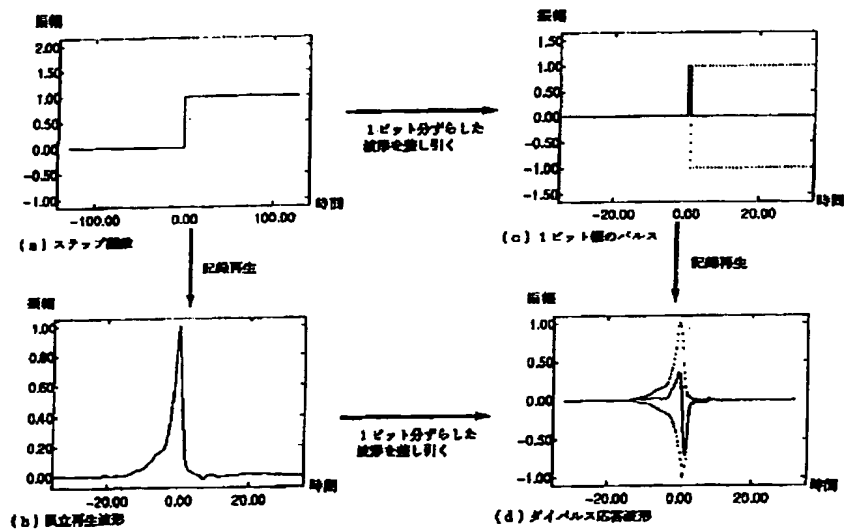 振幅
2.00
1.50
1.00
0.50
0.00
−0.50
−1.00
−100.00 0.00 100.00 時間
(a) ステップ関数
1ビット分ずらした
波形を差し引く
振幅
1.50
1.00
0.50
0.00
−0.50
−1.00
−1.50
−20.00 0.00 20.00 時間
(c) 1ビット幅のパルス
記録再生
記録再生
振幅
1.00
0.80
0.60
0.40
0.20
0.00
−20.00 0.00 20.00 時間
(b) 孤立再生波形
1ビット分ずらした
波形を差し引く
振幅
1.00
0.50
0.00
−0.50
−1.00
−20.00 0.00 20.00 時間
(d) ダイパルス応答波形